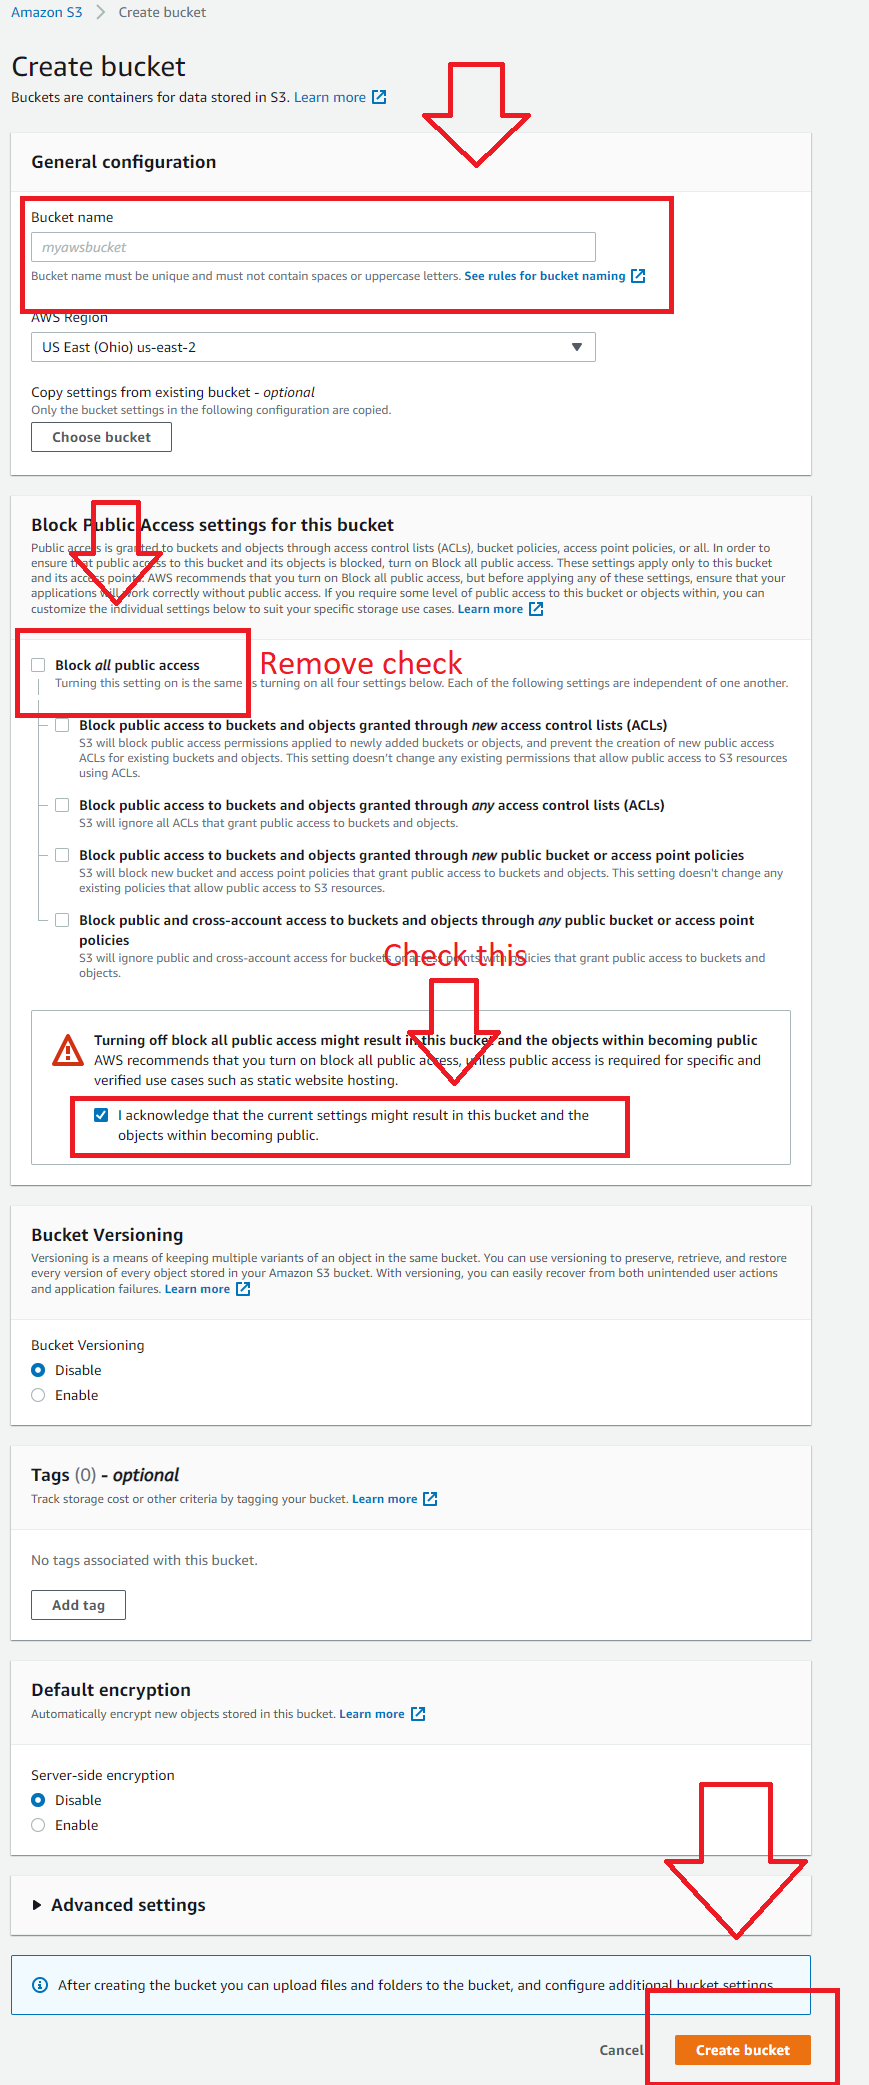 Amazon S3 > Create bucket
Create bucket
Buckets are containers for data stored in S3. Learn more
General configuration
Bucket name
myawsbucket
Bucket name must be unique and must not contain spaces or uppercase letters. See rules for bucket naming
AWS Region
US East (Ohio) us-east-2
Copy settings from existing bucket - optional
Only the bucket settings in the following configuration are copied.
Choose bucket
Block Public Access settings for this bucket
Public access is granted to buckets and objects through access control lists (ACLs), bucket policies, access point policies, or all. In order to
ensure that public access to this bucket and its objects is blocked, turn on Block all public access. These settings apply only to this bucket
and its access points. AWS recommends that you turn on Block all public access, but before applying any of these settings, ensure that your
applications will work correctly without public access. If you require some level of public access to this bucket or objects within, you can
customize the individual settings below to suit your specific storage use cases. Learn more
Block all public access
Remove check
Turning this setting on is the same as turning on all four settings below. Each of the following settings are independent of one another.
Block public access to buckets and objects granted through new access control lists (ACLs)
S3 will block public access permissions applied to newly added buckets or objects, and prevent the creation of new public access
ACLs for existing buckets and objects. This setting doesn't change any existing permissions that allow public access to S3 resources
using ACLs.
Block public access to buckets and objects granted through any access control lists (ACLs)
S3 will ignore all ACLs that grant public access to buckets and objects.
Block public access to buckets and objects granted through new public bucket or access point policies
S3 will block new bucket and access point policies that grant public access to buckets and objects. This setting doesn't change any
existing policies that allow public access to S3 resources.
Block public and cross-account access to buckets and objects through any public bucket or access point
policies
Check this
S3 will ignore public and cross-account access for buckets or access points with policies that grant public access to buckets and
objects.
Turning off block all public access might result in this bucket and the objects within becoming public
AWS recommends that you turn on block all public access, unless public access is required for specific and
verified use cases such as static website hosting.
I acknowledge that the current settings might result in this bucket and the
objects within becoming public.
Bucket Versioning
Versioning is a means of keeping multiple variants of an object in the same bucket. You can use versioning to preserve, retrieve, and restore
every version of every object stored in your Amazon S3 bucket. With versioning, you can easily recover from both unintended user actions
and application failures. Learn more
Bucket Versioning
Disable
Enable
Tags (0) - optional
Track storage cost or other criteria by tagging your bucket. Learn more
No tags associated with this bucket.
Add tag
Default encryption
Automatically encrypt new objects stored in this bucket. Learn more
Server-side encryption
Disable
Enable
Advanced settings
After creating the bucket you can upload files and folders to the bucket, and configure additional bucket settings.
Cancel
Create bucket